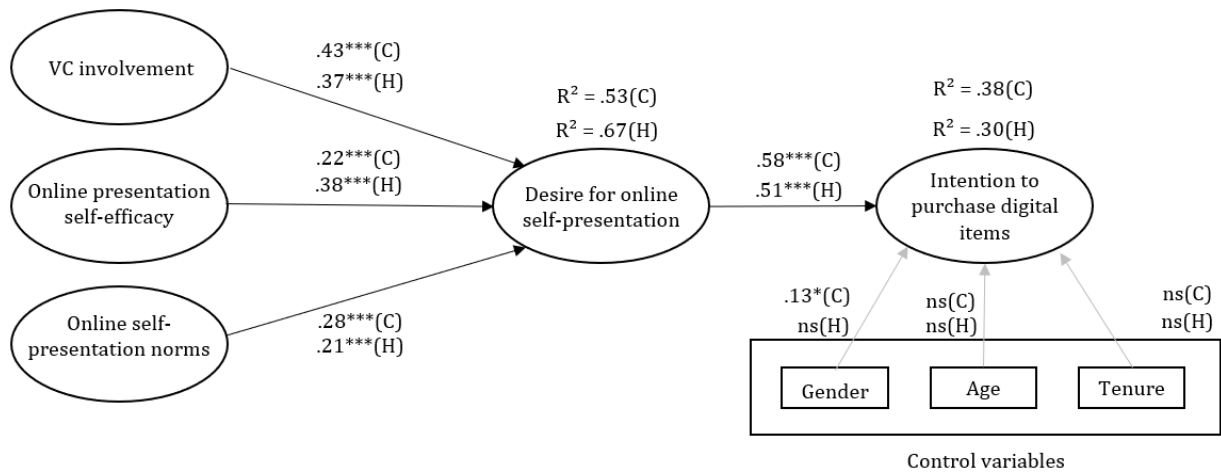 VC involvement
.43***(C)
.37***(H)
R² = .53(C)
R² = .67(H)
R² = .38(C)
R² = .30(H)
Online presentation
self-efficacy
.22***(C)
.38***(H)
Desire for online
self-presentation
.58***(C)
.51***(H)
Intention to
purchase digital
items
Online self-
presentation norms
.28***(C)
.21***(H)
.13*(C)
ns(H)
ns(C)
ns(H)
ns(C)
ns(H)
Gender
Age
Tenure
Control variables